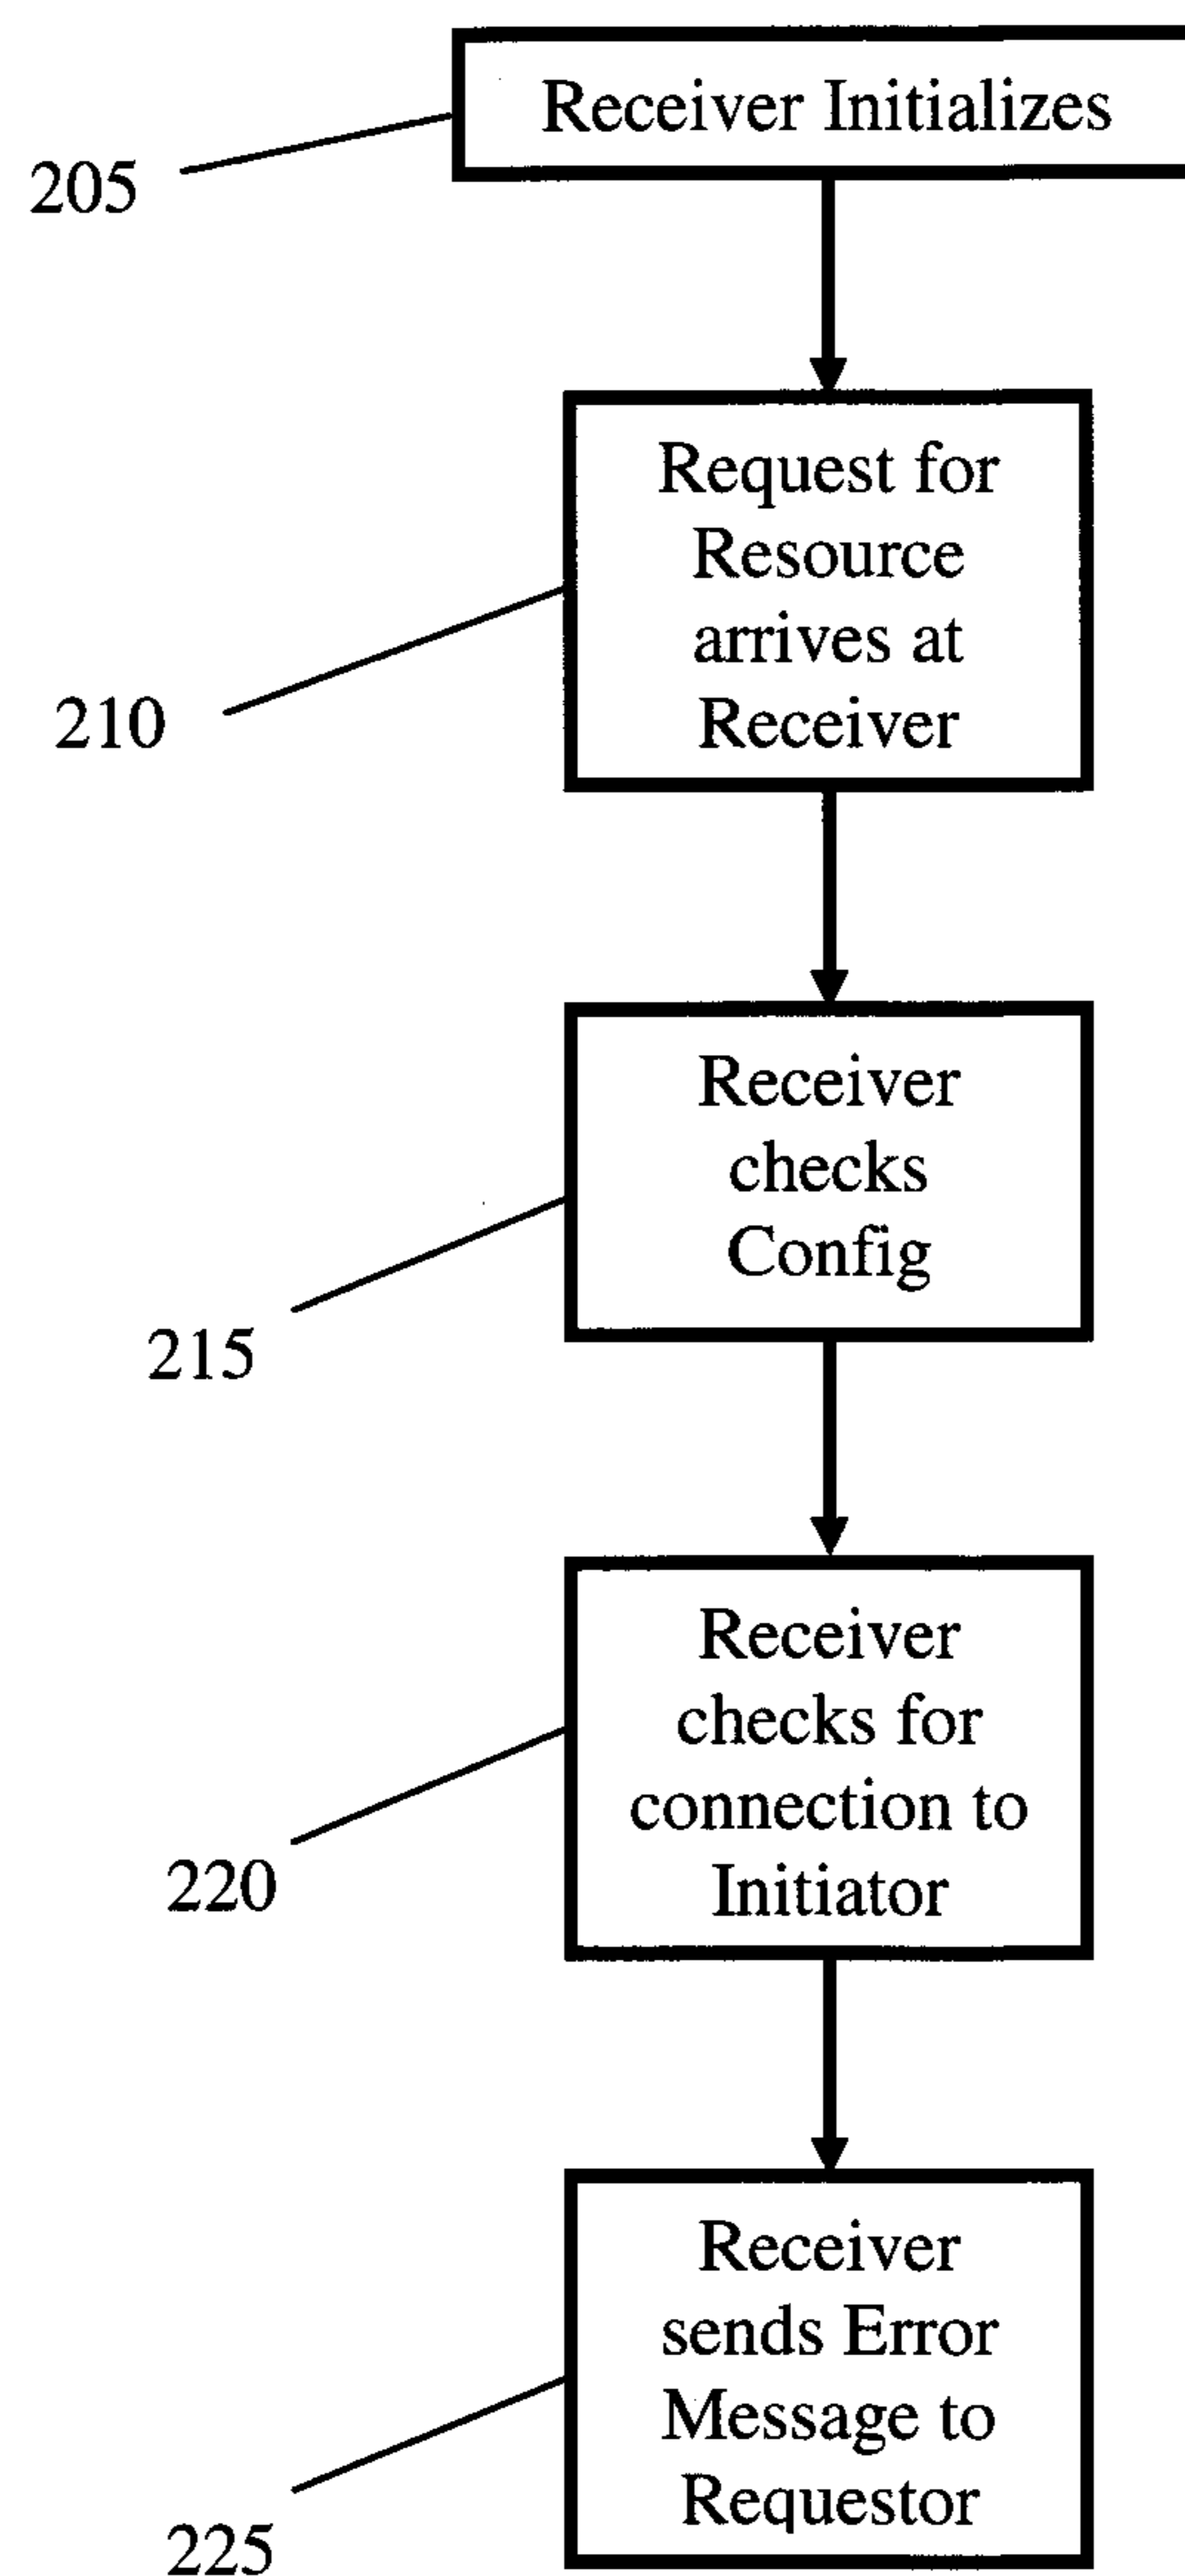 Receiver Initializes
205
Request for
Resource
arrives at
Receiver
210
Receiver
checks
Config
215
Receiver
checks for
connection to
Initiator
220
Receiver
sends Error
Message to
Requestor
225